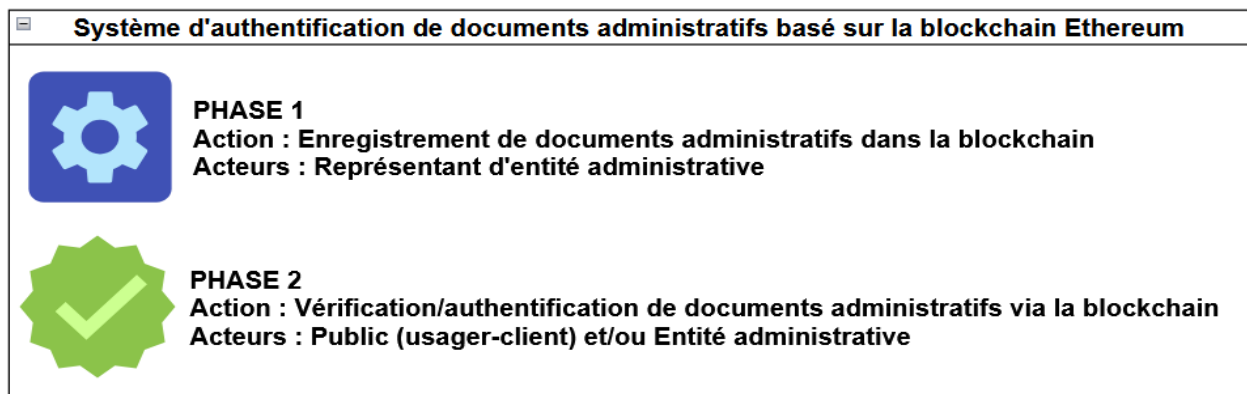 Système d'authentification de documents administratifs basé sur la blockchain Ethereum
PHASE 1
Action : Enregistrement de documents administratifs dans la blockchain
Acteurs : Représentant d'entité administrative
PHASE 2
Action : Vérification/authentification de documents administratifs via la blockchain
Acteurs : Public (usager-client) et/ou Entité administrative